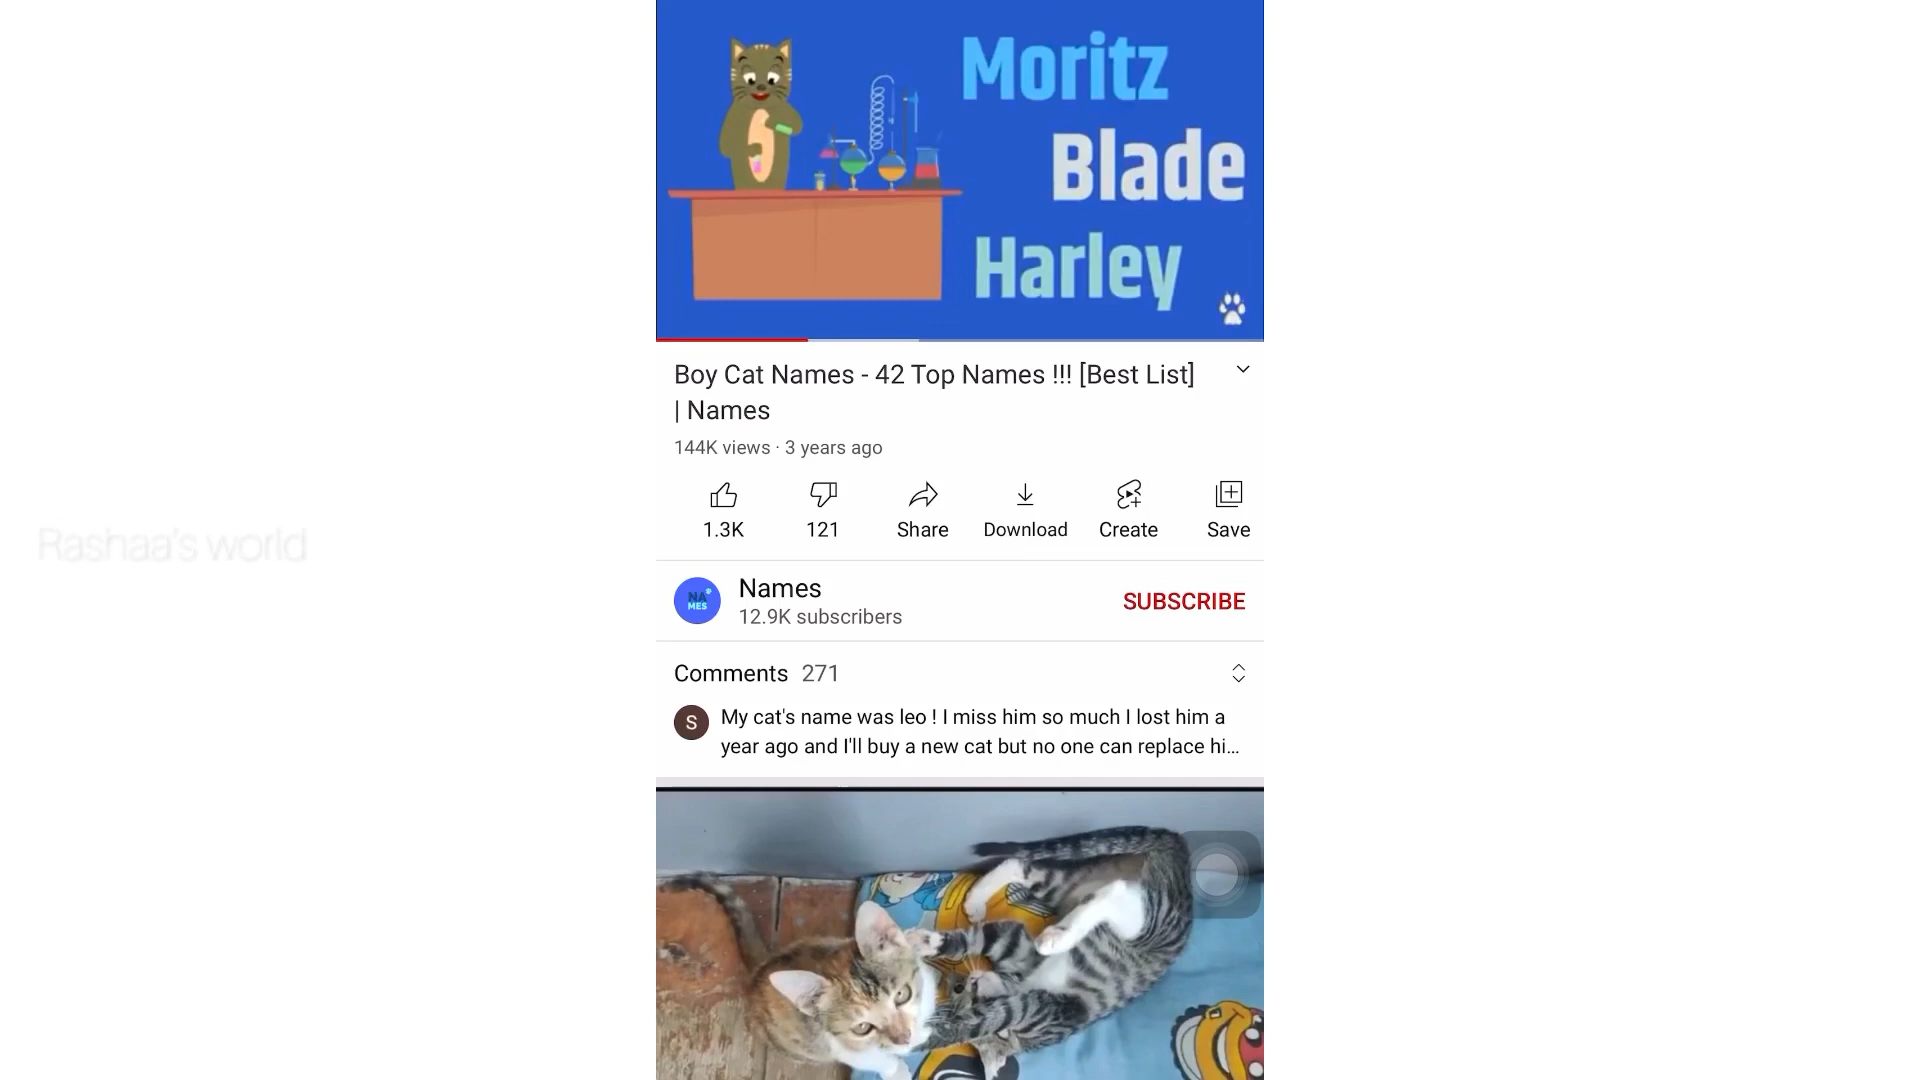 Moritz
Blade
Harley
Boy Cat Names - 42 Top Names !!! [Best List]
| Names
144K views · 3 years ago
1.3K 121 Share Download Create Save
NA
MES
Names
12.9K subscribers
SUBSCRIBE
Comments 271
S
My cat's name was leo ! I miss him so much I lost him a
year ago and I'll buy a new cat but no one can replace hi...
Rashaa's world